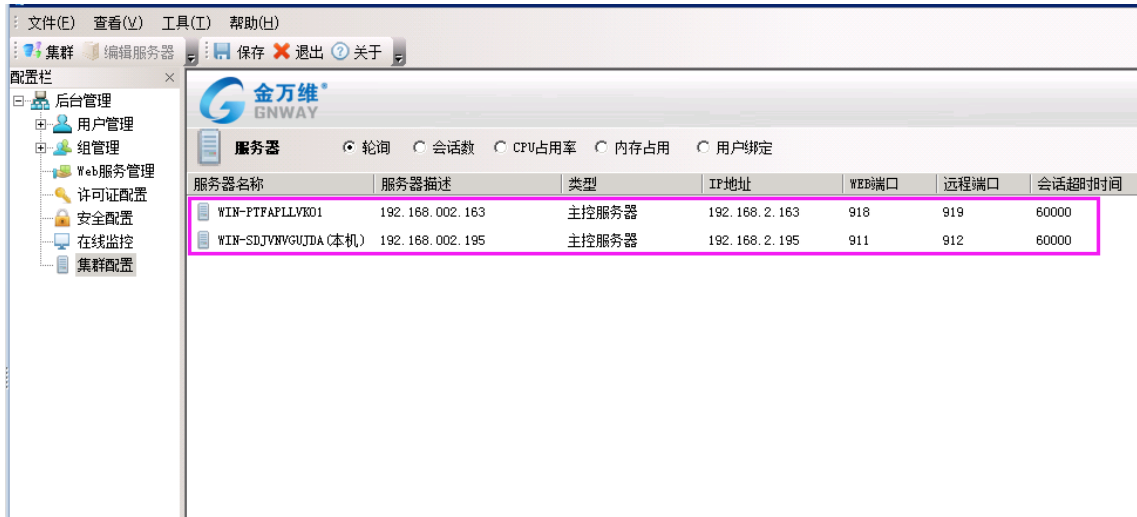 文件(F) 查看(V) 工具(T) 帮助(H)
集群 编辑服务器 保存 退出 关于
配置栏
后台管理
用户管理
组管理
Web服务管理
许可证配置
安全配置
在线监控
集群配置
金万维
GNWAY
服务器 轮询 会话数 CPU占用率 内存占用 用户绑定
服务器名称 服务器描述 类型 IP地址 WEB端口 远程端口 会话超时时间
WIN-PTFAPLLVK01 192.168.002.163 主控服务器 192.168.2.163 918 919 60000
WIN-SDJVNVGUJDA(本机) 192.168.002.195 主控服务器 192.168.2.195 911 912 60000